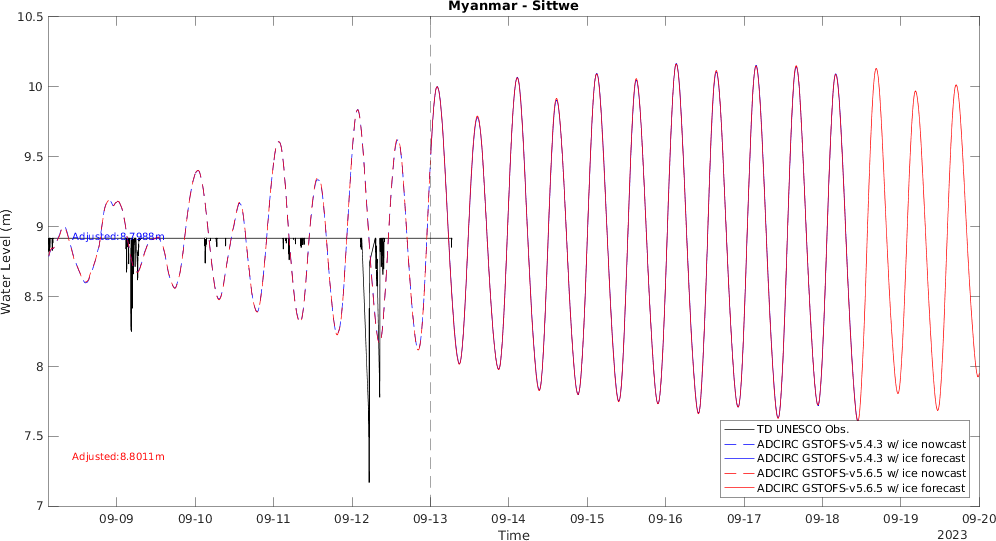 Myanmar - Sittwe
Water Level (m)
10.5
10
9.5
9
8.5
8
7.5
7
Adjusted:8.7988m
Adjusted:8.8011m
TD UNESCO Obs.
ADCIRC GSTOFS-v5.4.3 w/ ice nowcast
ADCIRC GSTOFS-v5.4.3 w/ ice forecast
ADCIRC GSTOFS-v5.6.5 w/ ice nowcast
ADCIRC GSTOFS-v5.6.5 w/ ice forecast
09-09 09-10 09-11 09-12 09-13 09-14 09-15 09-16 09-17 09-18 09-19 09-20
Time
2023